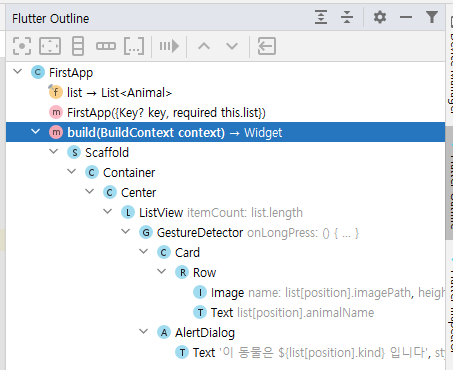 Flutter Outline
C FirstApp
f list → List<Animal>
m FirstApp({Key? key, required this.list})
m build(BuildContext context) → Widget
S Scaffold
C Container
C Center
L ListView itemCount: list.length
G GestureDetector onLongPress: () { ... }
C Card
R Row
I Image name: list[position].imagePath, heigh
T Text list[position].animalName
A AlertDialog
T Text '이 동물은 ${list[position].kind} 입니다', sty